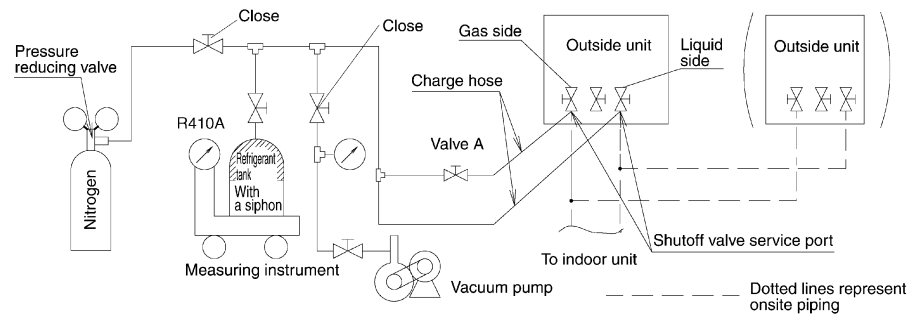 Close
Close
Pressure
reducing valve
Gas side
Outside unit
Liquid
side
Outside unit
Charge hose
R410A
Valve A
Refrigerant
tank
With
a siphon
Nitrogen
Measuring instrument
Vacuum pump
To indoor unit
Shutoff valve service port
Dotted lines represent
onsite piping